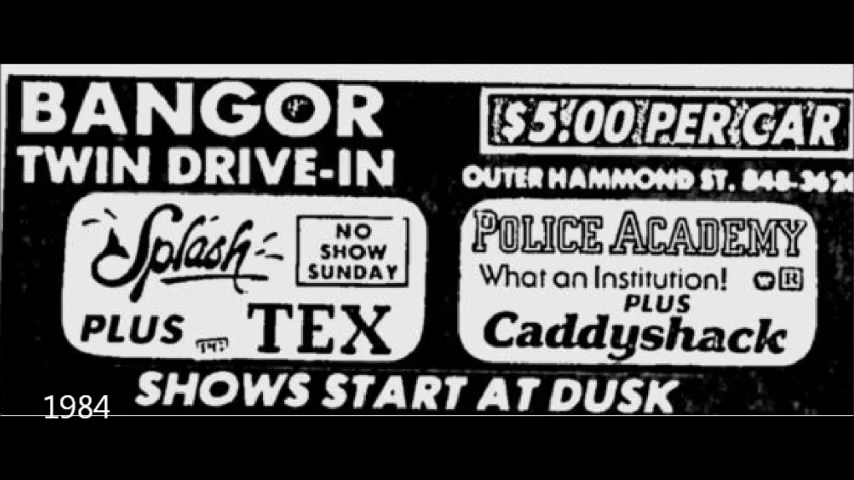 BANGOR
TWIN DRIVE-IN
$5.00 PER CAR
OUTER HAMMOND ST.
Splash
NO
SHOW
SUNDAY
PLUS TEX
POLICE ACADEMY
What an Institution!
R
PLUS
Caddyshack
SHOWS START AT DUSK
1984